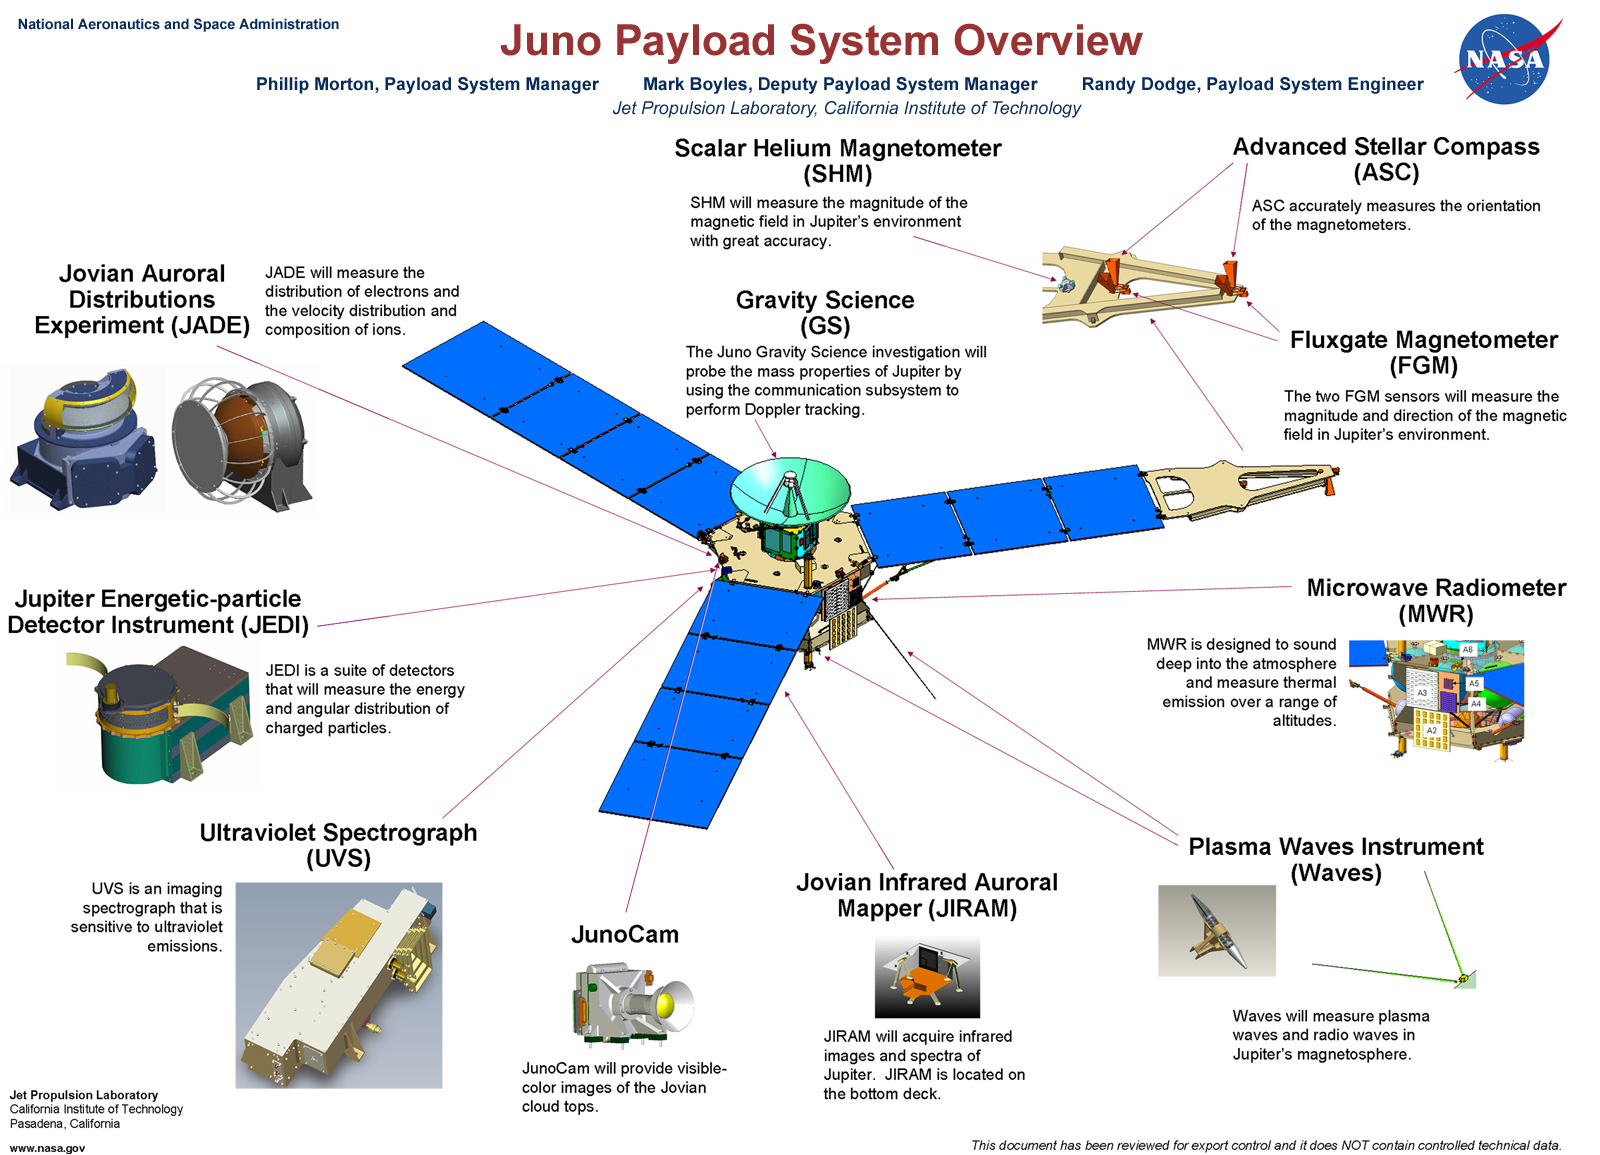 National Aeronautics and Space Administration
Juno Payload System Overview
NASA
Phillip Morton, Payload System Manager
Mark Boyles, Deputy Payload System Manager
Randy Dodge, Payload System Engineer
Jet Propulsion Laboratory, California Institute of Technology
Scalar Helium Magnetometer
(SHM)
SHM will measure the magnitude of the
magnetic field in Jupiter's environment
with great accuracy.
Advanced Stellar Compass
(ASC)
ASC accurately measures the orientation
of the magnetometers.
Jovian Auroral
Distributions
Experiment (JADE)
JADE will measure the
distribution of electrons and
the velocity distribution and
composition of ions.
Gravity Science
(GS)
The Juno Gravity Science investigation will
probe the mass properties of Jupiter by
using the communication subsystem to
perform Doppler tracking.
Fluxgate Magnetometer
(FGM)
The two FGM sensors will measure the
magnitude and direction of the magnetic
field in Jupiter's environment.
Jupiter Energetic-particle
Detector Instrument (JEDI)
JEDI is a suite of detectors
that will measure the energy
and angular distribution of
charged particles.
Microwave Radiometer
(MWR)
MWR is designed to sound
deep into the atmosphere
and measure thermal
emission over a range of
altitudes.
A6
A5
A3
A4
A2
Ultraviolet Spectrograph
(UVS)
UVS is an imaging
spectrograph that is
sensitive to ultraviolet
emissions.
JunoCam
JunoCam will provide visible-
color images of the Jovian
cloud tops.
Jovian Infrared Auroral
Mapper (JIRAM)
JIRAM will acquire infrared
images and spectra of
Jupiter.  JIRAM is located on
the bottom deck.
Plasma Waves Instrument
(Waves)
Waves will measure plasma
waves and radio waves in
Jupiter's magnetosphere.
Jet Propulsion Laboratory
California Institute of Technology
Pasadena, California
www.nasa.gov
This document has been reviewed for export control and it does NOT contain controlled technical data.